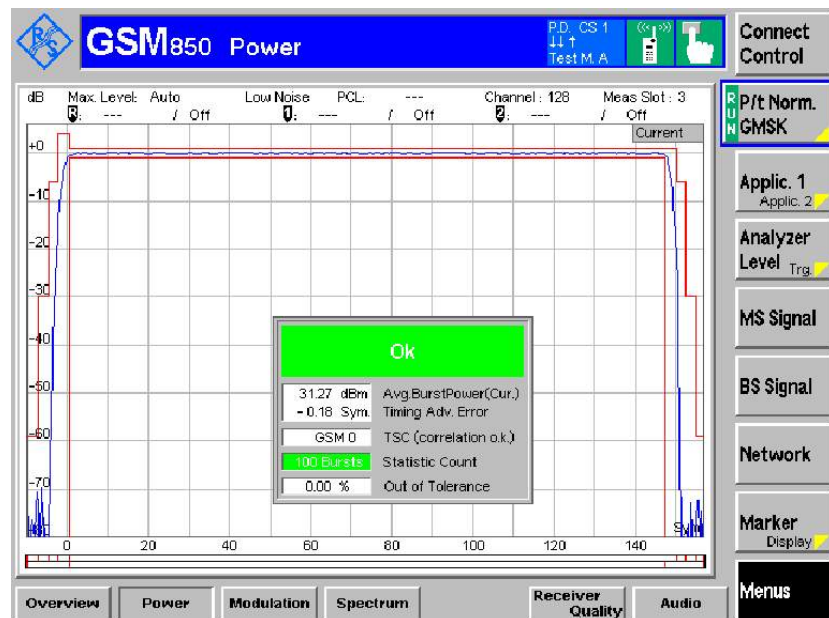 R&S
GSM850 Power
P.D. CS 1
Test M. A
Connect Control
dB Max. Level: Auto Low Noise PCL: --- Channel : 128 Meas Slot : 3
R: --- / Off 1: --- / Off 2: --- / Off
Current
RUN
P/t Norm.
GMSK
Applic. 1
Applic. 2
Analyzer
Level Trg.
MS Signal
BS Signal
Network
Marker
Display
Menus
+0
-10
-20
-30
-40
-50
-60
-70
Ok
31.27 dBm Avg.BurstPower(Cur.)
-0.18 Sym. Timing Adv. Error
GSM 0 TSC (correlation o.k.)
100 Bursts Statistic Count
0.00 % Out of Tolerance
0 20 40 60 80 100 120 140
Overview Power Modulation Spectrum Receiver Quality Audio